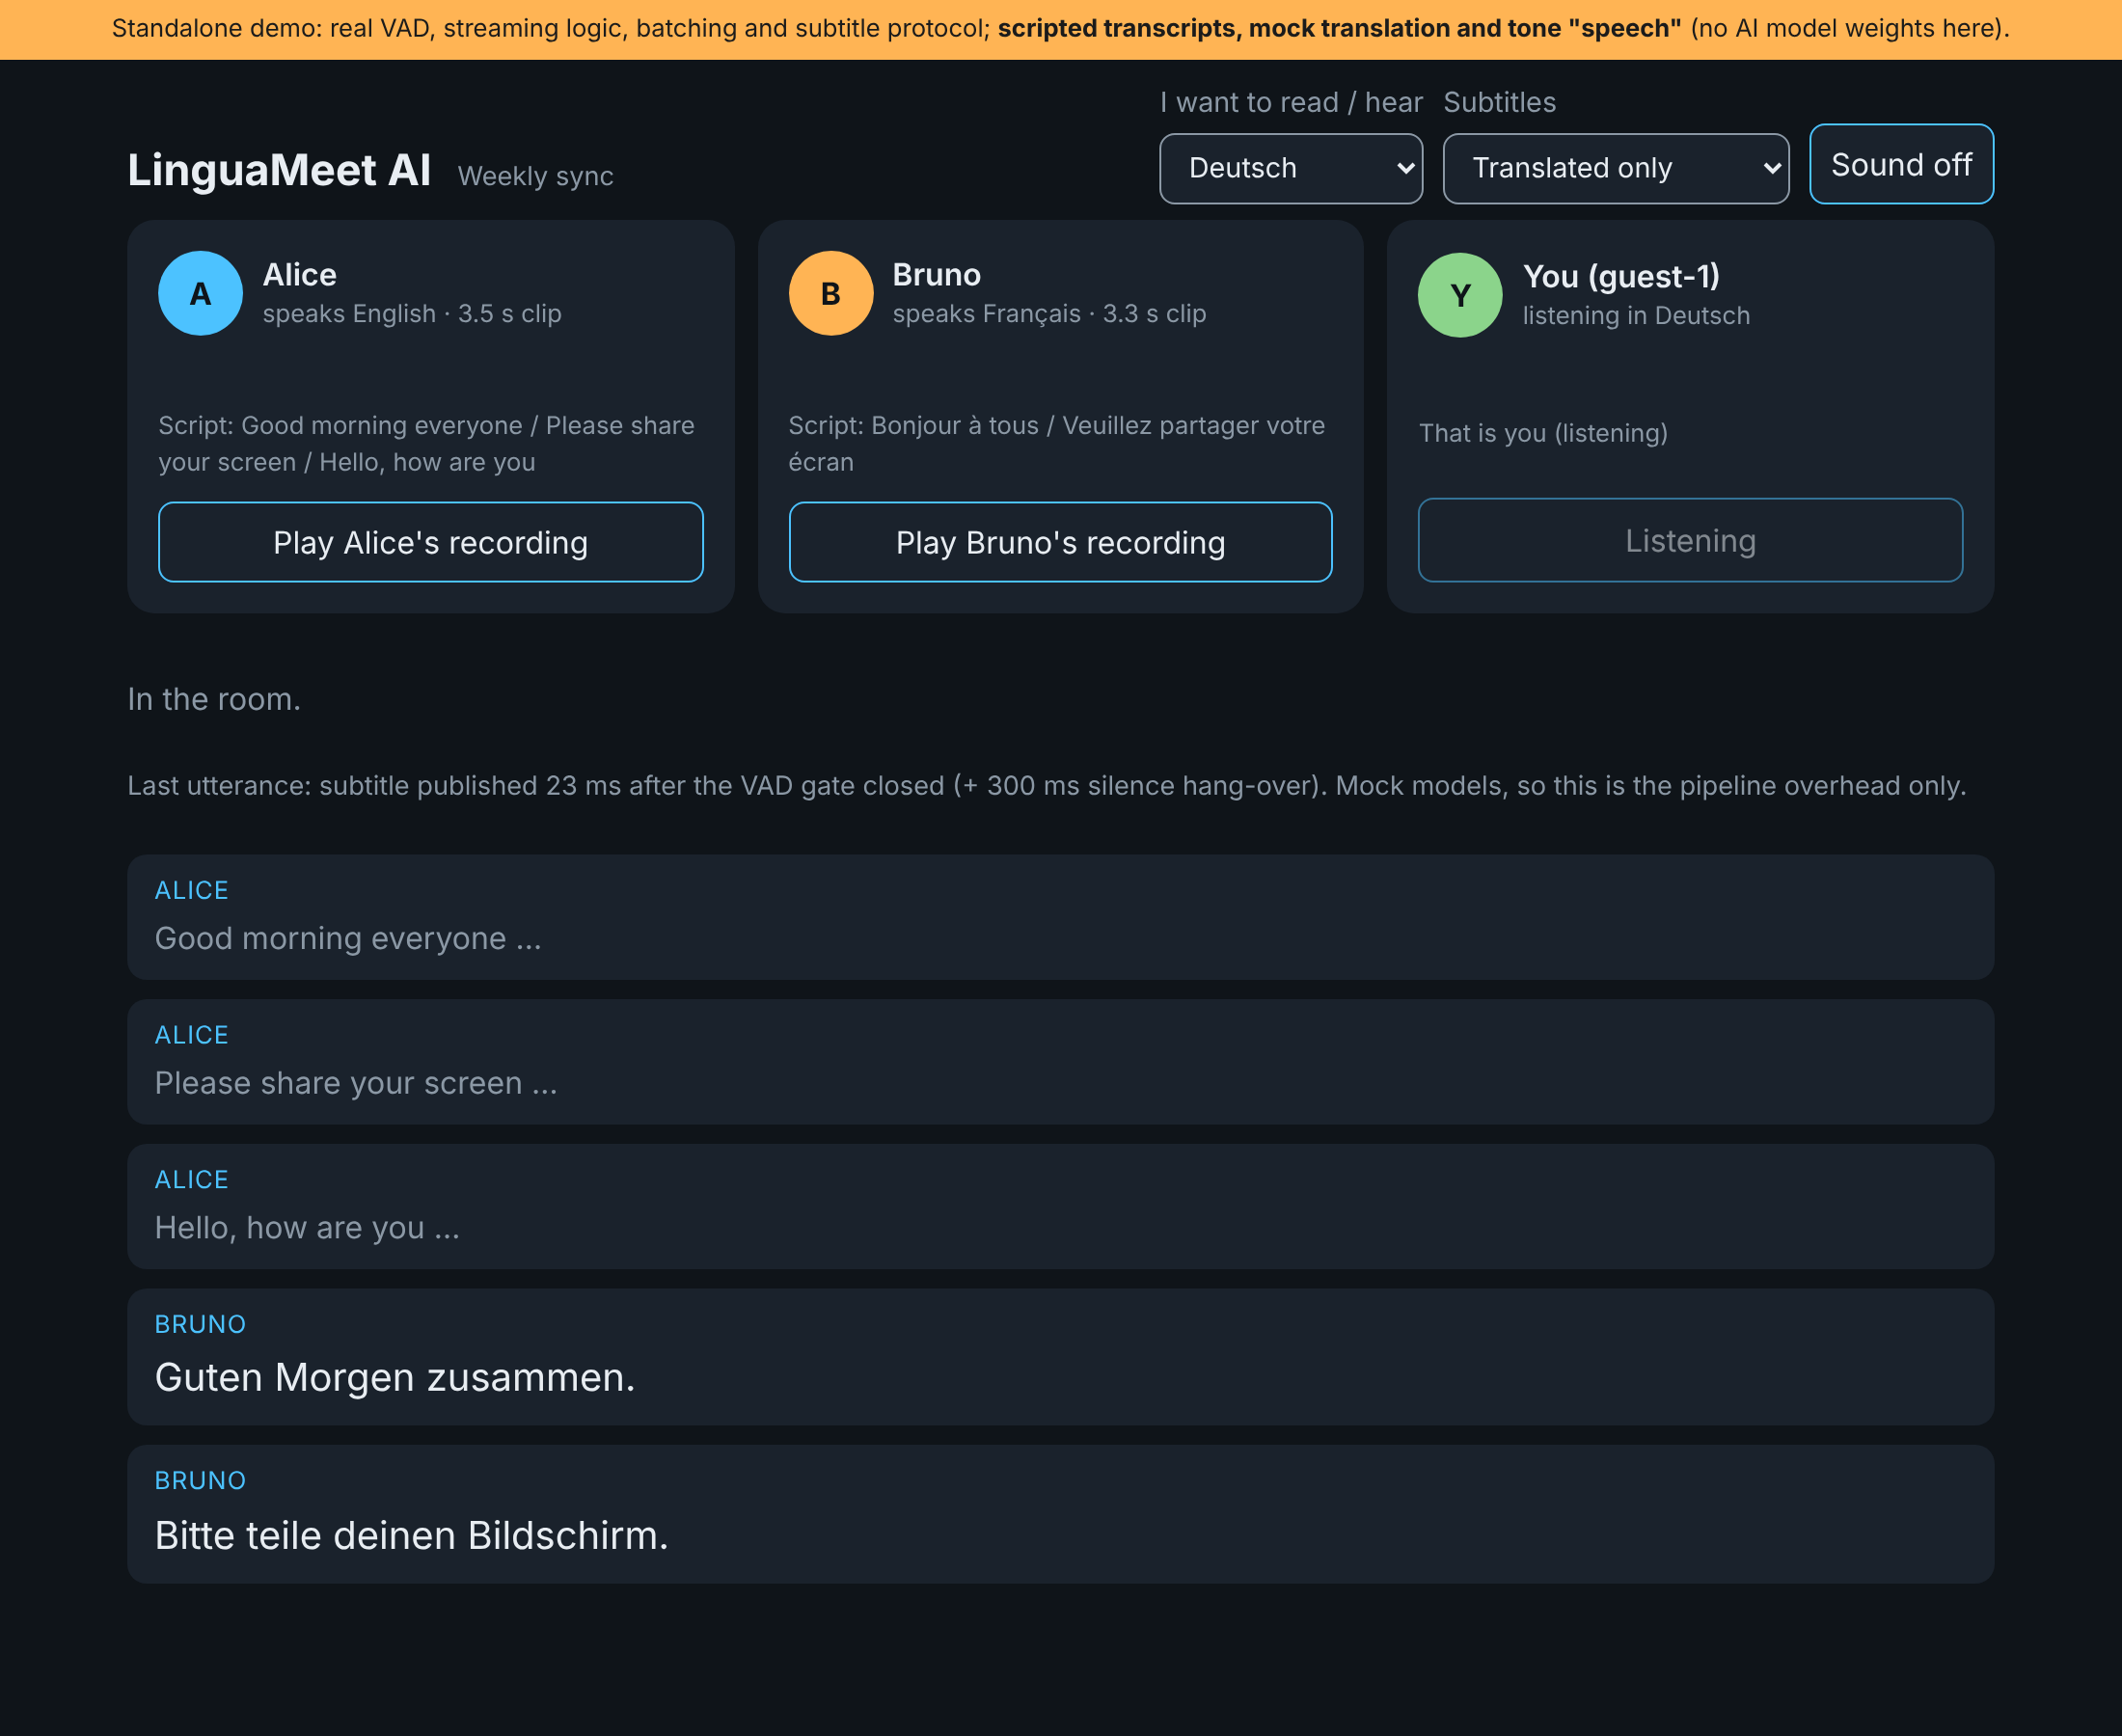 Standalone demo: real VAD, streaming logic, batching and subtitle protocol; scripted transcripts, mock translation and tone "speech" (no AI model weights here).
I want to read / hear
Subtitles
LinguaMeet AI
Weekly sync
Deutsch
Translated only
Sound off
A
Alice
speaks English · 3.5 s clip
Script: Good morning everyone / Please share
your screen / Hello, how are you
Play Alice's recording
B
Bruno
speaks Français · 3.3 s clip
Script: Bonjour à tous / Veuillez partager votre
écran
Play Bruno's recording
Y
You (guest-1)
listening in Deutsch
That is you (listening)
Listening
In the room.
Last utterance: subtitle published 23 ms after the VAD gate closed (+ 300 ms silence hang-over). Mock models, so this is the pipeline overhead only.
ALICE
Good morning everyone ...
ALICE
Please share your screen ...
ALICE
Hello, how are you ...
BRUNO
Guten Morgen zusammen.
BRUNO
Bitte teile deinen Bildschirm.